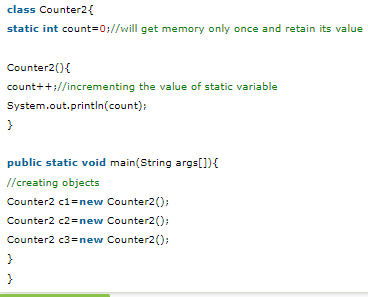 class Counter2{
static int count=0;//will get memory only once and retain its value
Counter2(){
count++;//incrementing the value of static variable
System.out.println(count);
}
public static void main(String args[]){
//creating objects
Counter2 c1=new Counter2();
Counter2 c2=new Counter2();
Counter2 c3=new Counter2();
}
}